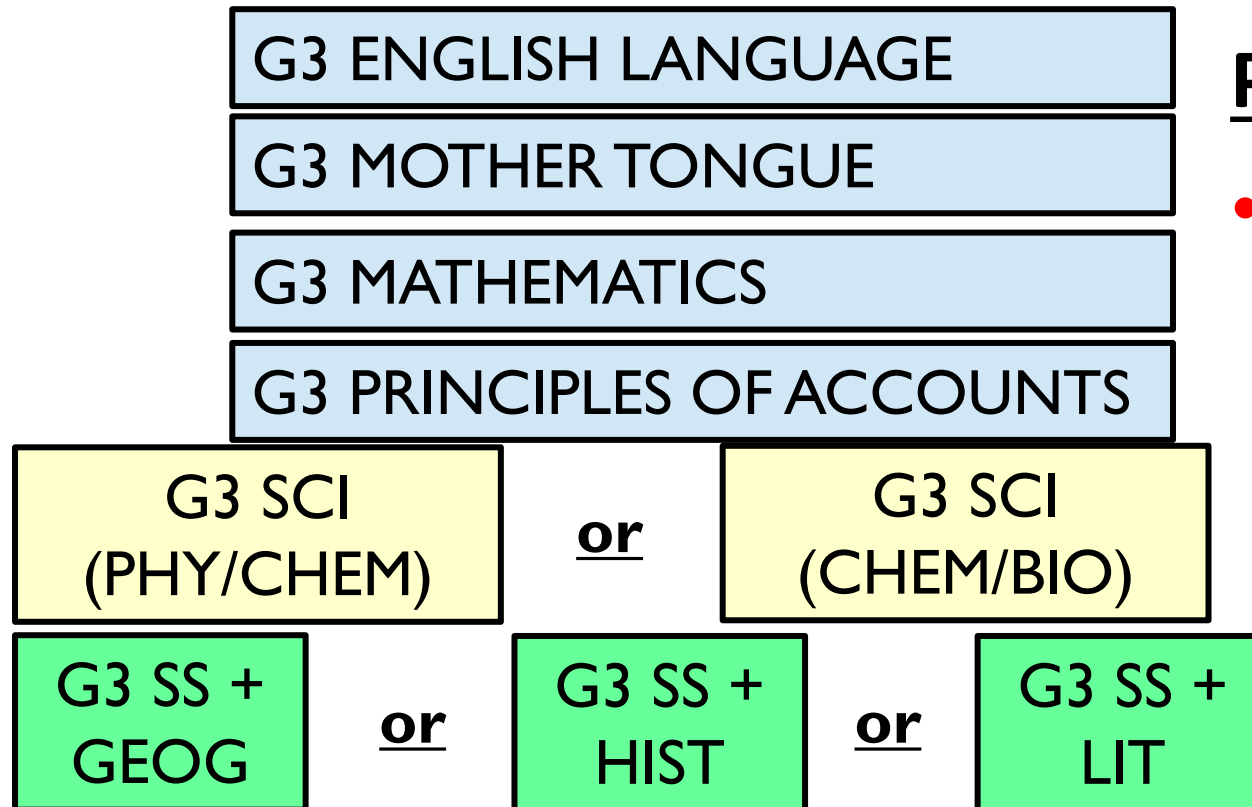 G3 ENGLISH LANGUAGE
G3 MOTHER TONGUE
G3 MATHEMATICS
G3 PRINCIPLES OF ACCOUNTS
G3 SCI
(PHY/CHEM)
or
G3 SCI
(CHEM/BIO)
G3 SS +
GEOG
or
G3 SS +
HIST
or
G3 SS +
LIT